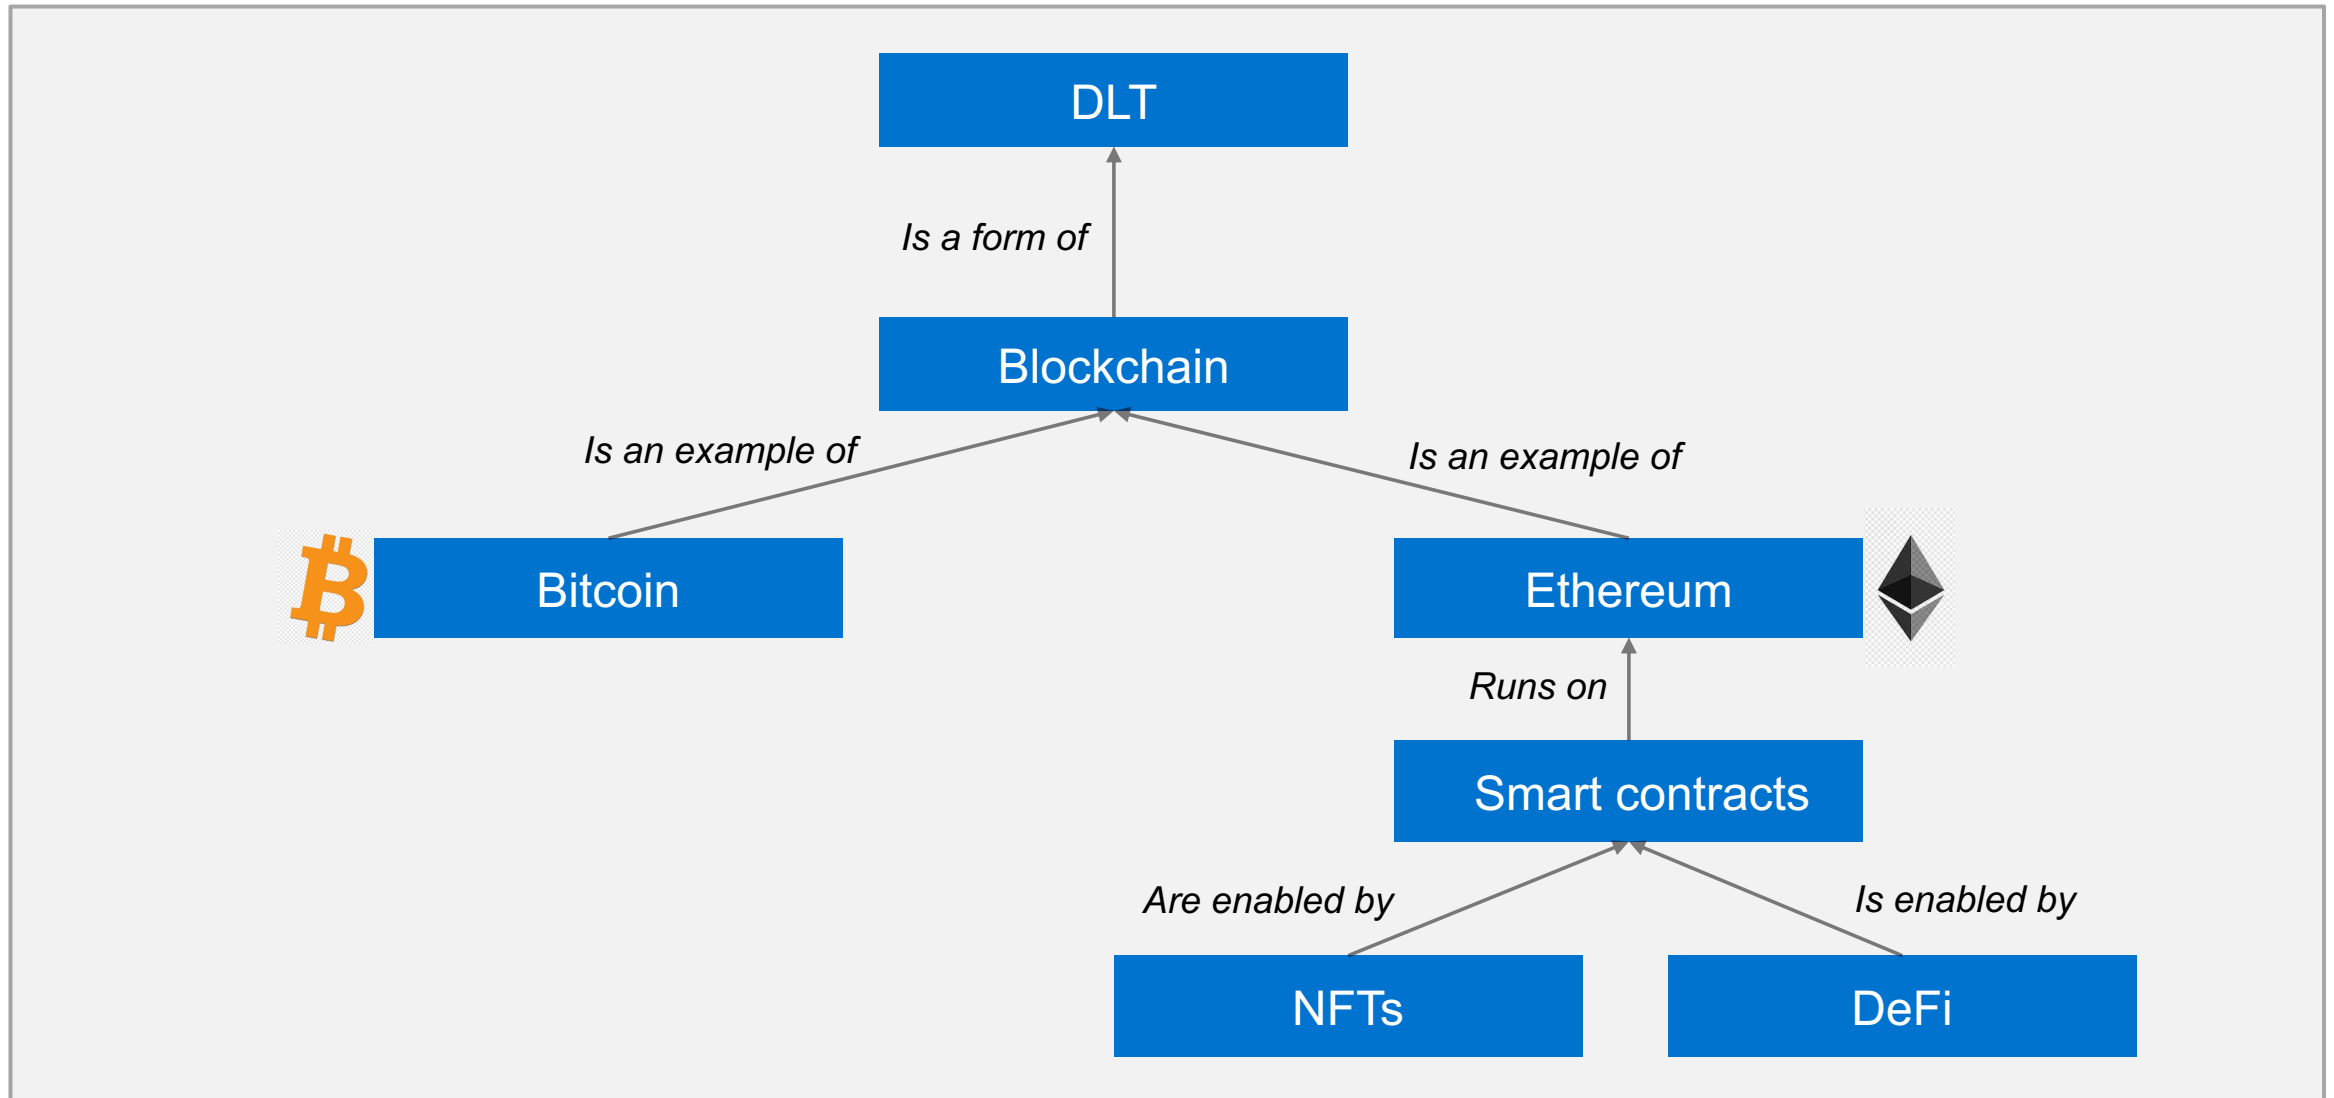 DLT
Is a form of
Blockchain
Is an example of
Is an example of
Bitcoin
Ethereum
Runs on
Smart contracts
Are enabled by
Is enabled by
NFTs
DeFi